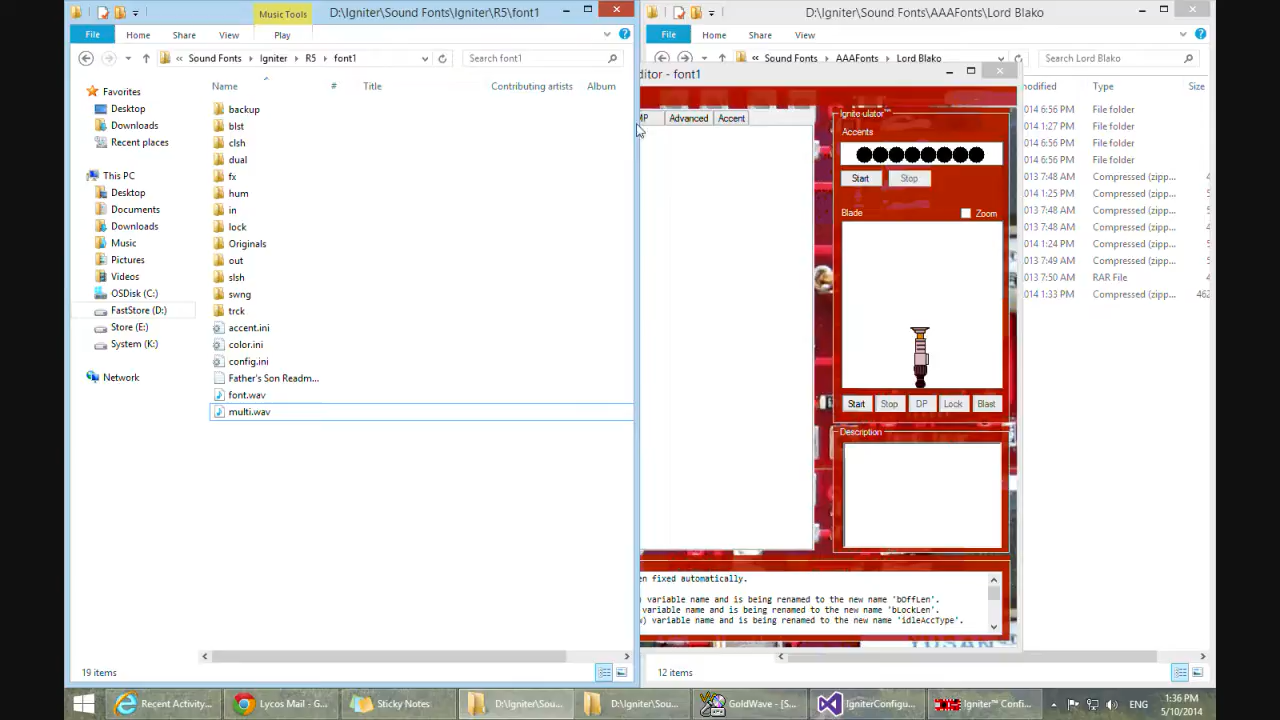 Music Tools
D:\Igniter\Sound Fonts\Igniter\R5\font1
D:\Igniter\Sound Fonts\AAAFonts\Lord Blako
File Home Share View Play
File Home Share View
« Sound Fonts Igniter R5 font1
Search font1
« Sound Fonts AAAFonts Lord Blako
Search Lord Blako
Name # Title Contributing artists Album
Favorites
Desktop
Downloads
Recent places
This PC
Desktop
Documents
Downloads
Music
Pictures
Videos
OSDisk (C:)
FastStore (D:)
Store (E:)
System (K:)
Network
backup
blst
clsh
dual
fx
hum
in
lock
Originals
out
slsh
swng
trck
accent.ini
color.ini
config.ini
Father's Son Readm...
font.wav
multi.wav
19 items
ditor - font1
MP Advanced Accent
Accents
Start Stop
Blade Zoom
Start Stop DP Lock Blast
Description
en fixed automatically.
) variable name and is being renamed to the new name 'bOffLen'.
variable name and is being renamed to the new name 'bLockLen'.
) variable name and is being renamed to the new name 'idleAccType'.
odified Type Size
014 6:56 PM File folder
014 1:27 PM File folder
014 6:56 PM File folder
014 6:56 PM File folder
013 7:48 AM Compressed (zipp...
014 1:25 PM Compressed (zipp...
013 7:48 AM Compressed (zipp...
013 7:48 AM Compressed (zipp...
014 1:24 PM Compressed (zipp...
013 7:49 AM Compressed (zipp...
013 7:50 AM RAR File
014 1:33 PM Compressed (zipp... 462
12 items
Recent Activity...
Lycos Mail - G...
Sticky Notes
D:\Igniter\Sou...
D:\Igniter\Sou...
GoldWave - [S...
IgniterConfigu...
Igniter™ Confi...
ENG
1:36 PM
5/10/2014